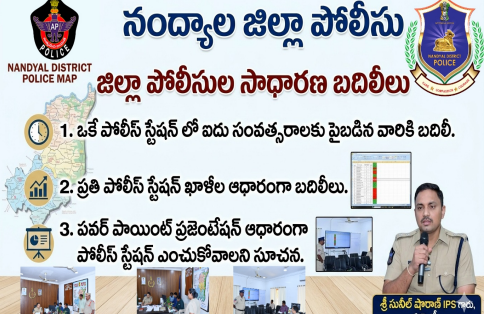 AP
POLICE
NANDYAL DISTRICT
POLICE MAP
నంద్యాల జిల్లా పోలీసు
NANDYAL DISTRICT
POLICE
జిల్లా పోలీసుల సాధారణ బదిలీలు
1. ఒకే పోలీస్ స్టేషన్ లో ఐదు సంవత్సరాలకు పైబడిన వారికి బదిలీ.
2. ప్రతి పోలీస్ స్టేషన్ ఖాళీల ఆధారంగా బదిలీలు.
3. పవర్ పాయింట్ ప్రజెంటేషన్ ఆధారంగా
పోలీస్ స్టేషన్ ఎంచుకోవాలని సూచన.
శ్రీ సునీల్ షొరాణ్ IPS గారు,